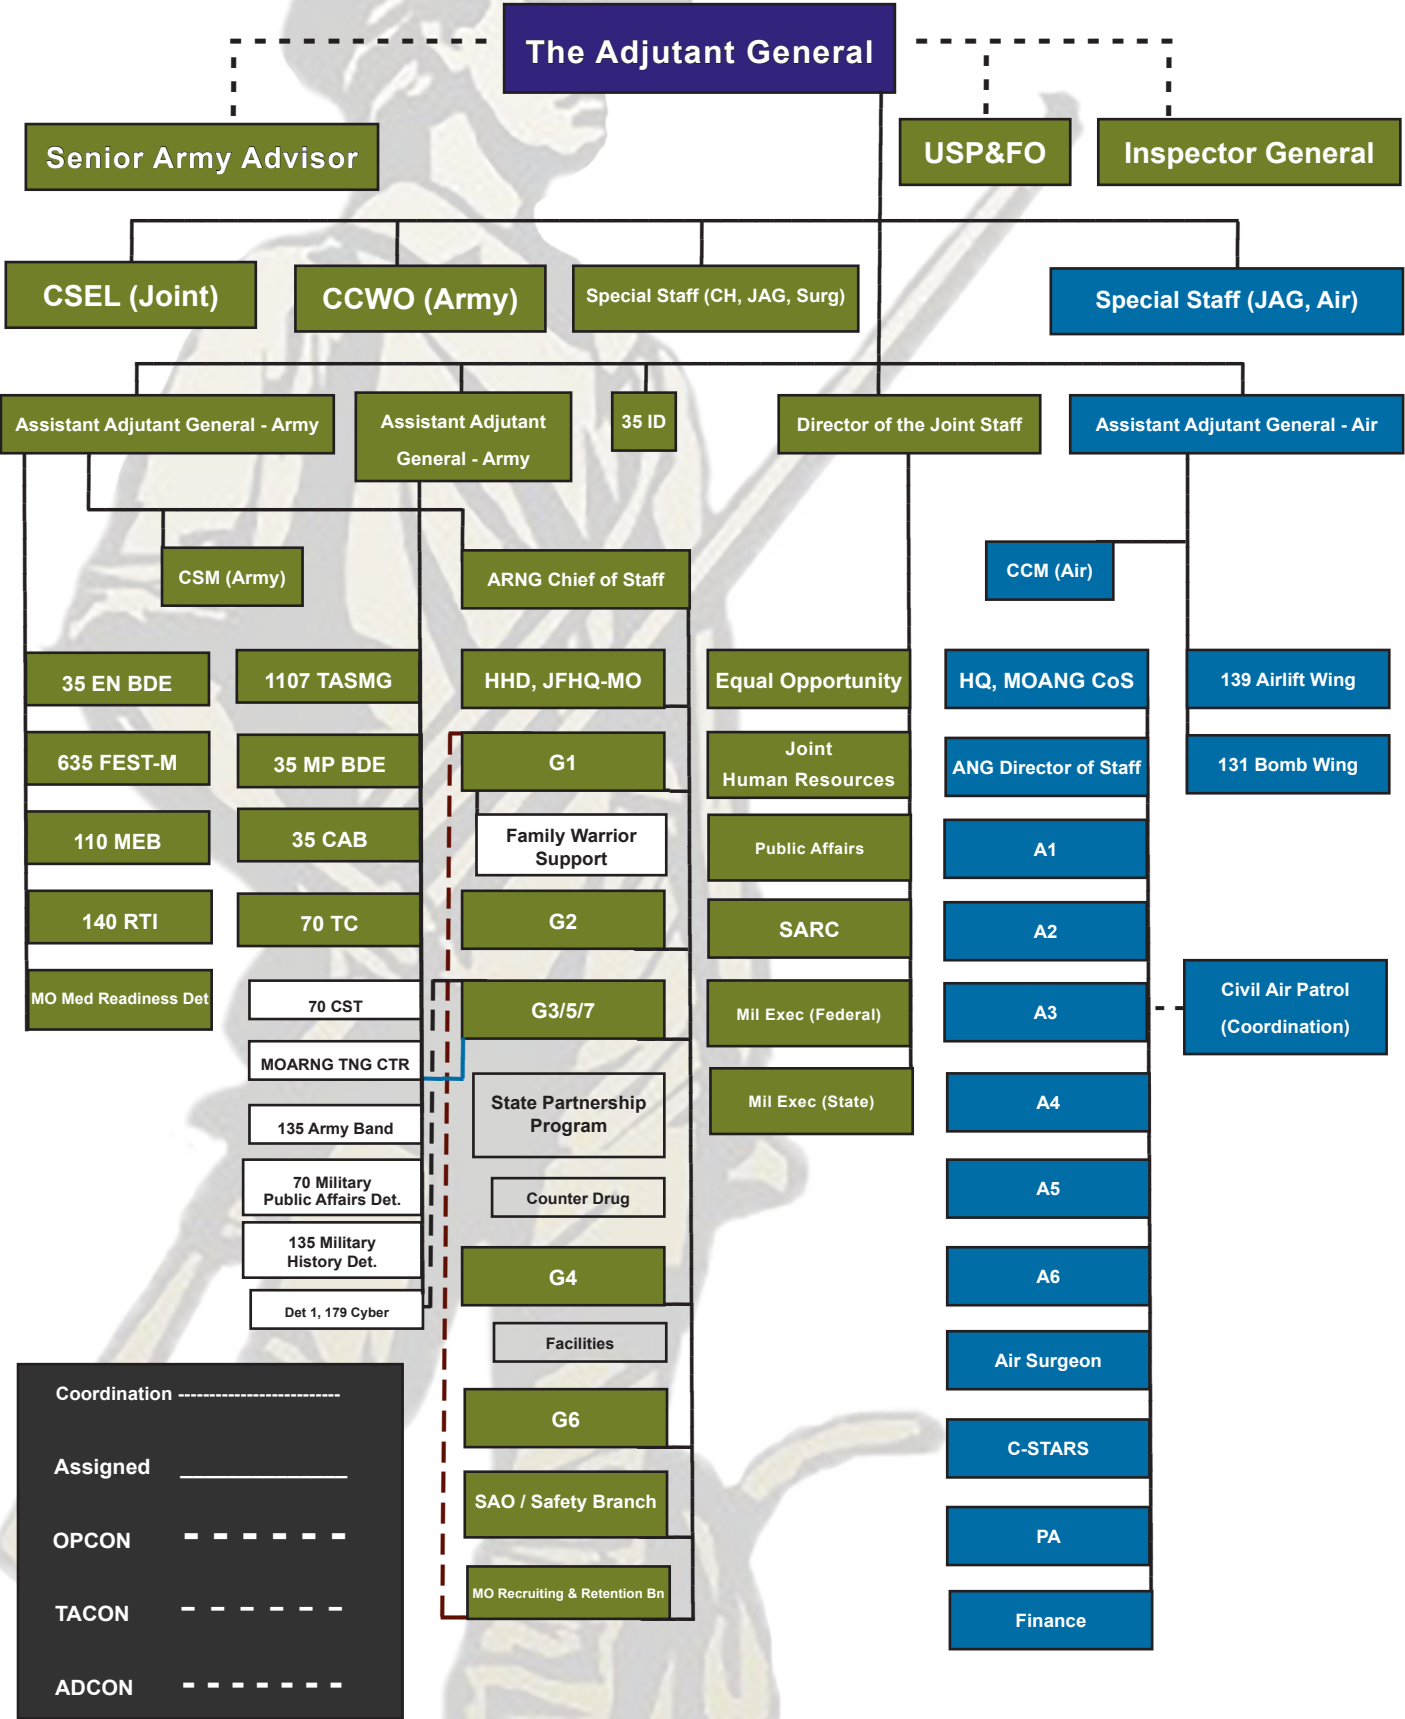 The Adjutant General
Senior Army Advisor
USP&FO
Inspector General
CSEL (Joint)
CCWO (Army)
Special Staff (CH, JAG, Surg)
Special Staff (JAG, Air)
Assistant Adjutant General - Army
Assistant Adjutant
General - Army
35 ID
Director of the Joint Staff
Assistant Adjutant General - Air
CSM (Army)
ARNG Chief of Staff
CCM (Air)
35 EN BDE
635 FEST-M
110 MEB
140 RTI
MO Med Readiness Det
1107 TASMG
35 MP BDE
35 CAB
70 TC
70 CST
MOARNG TNG CTR
135 Army Band
70 Military
Public Affairs Det.
135 Military
History Det.
Det 1, 179 Cyber
HHD, JFHQ-MO
G1
Family Warrior
Support
G2
G3/5/7
State Partnership
Program
Counter Drug
G4
Facilities
G6
SAO / Safety Branch
MO Recruiting & Retention Bn
Equal Opportunity
Joint
Human Resources
Public Affairs
SARC
Mil Exec (Federal)
Mil Exec (State)
HQ, MOANG CoS
ANG Director of Staff
A1
A2
A3
A4
A5
A6
Air Surgeon
C-STARS
PA
Finance
139 Airlift Wing
131 Bomb Wing
Civil Air Patrol
(Coordination)
Coordination
Assigned
OPCON
TACON
ADCON